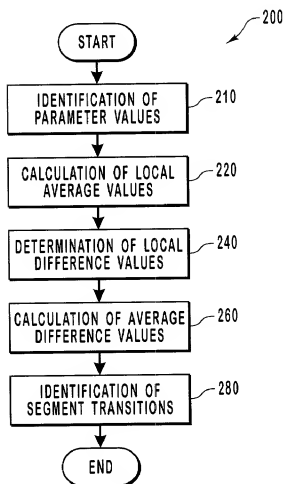 200
START
IDENTIFICATION OF
PARAMETER VALUES
210
CALCULATION OF LOCAL
AVERAGE VALUES
220
DETERMINATION OF LOCAL
DIFFERENCE VALUES
240
CALCULATION OF AVERAGE
DIFFERENCE VALUES
260
IDENTIFICATION OF
SEGMENT TRANSITIONS
280
END